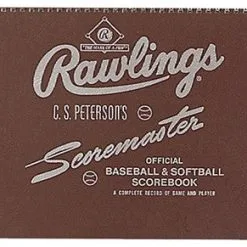 R
"THE MARK OF A PRO"
Rawlings®
C. S. PETERSON'S
Scoremaster
OFFICIAL
BASEBALL & SOFTBALL
SCOREBOOK
A COMPLETE RECORD OF GAME AND PLAYER